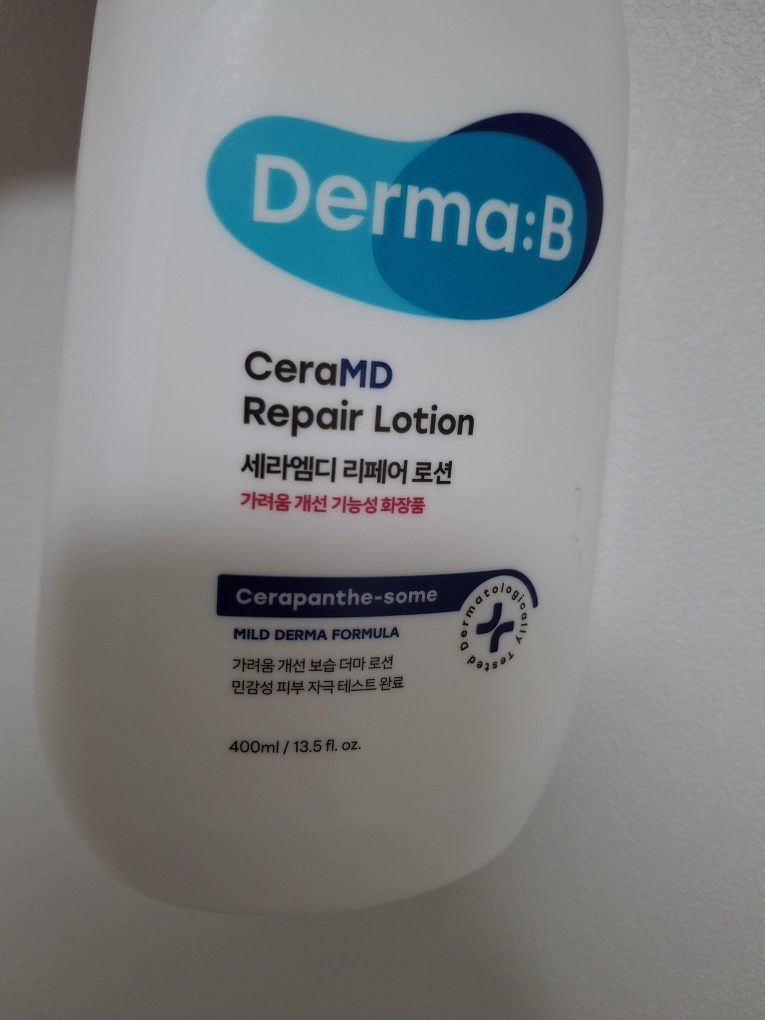 Derma:B
CeraMD
Repair Lotion
세라엠디 리페어 로션
가려움 개선 기능성 화장품
Cerapanthe-some
Dermatologically Tested
MILD DERMA FORMULA
가려움 개선 보습 더마 로션
민감성 피부 자극 테스트 완료
400ml / 13.5 fl. oz.